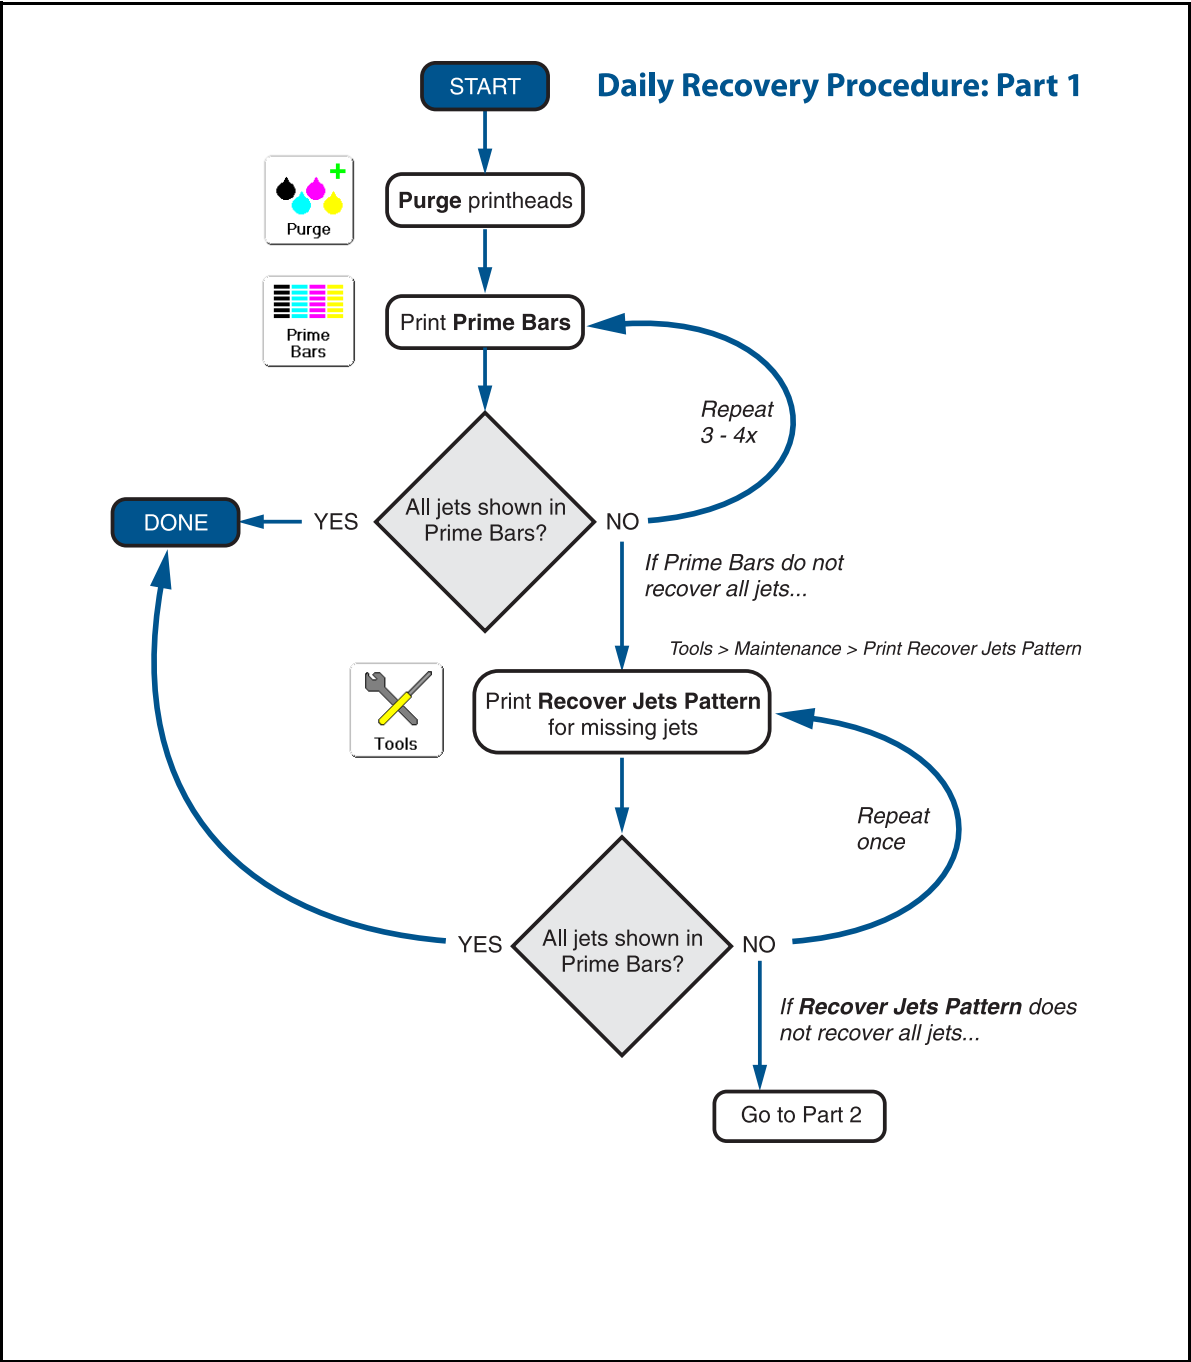 START
Daily Recovery Procedure: Part 1
Purge
Purge printheads
Prime
Bars
Print Prime Bars
Repeat
3 - 4x
All jets shown in
Prime Bars?
DONE
YES
NO
If Prime Bars do not
recover all jets...
Tools > Maintenance > Print Recover Jets Pattern
Tools
Print Recover Jets Pattern
for missing jets
Repeat
once
YES
All jets shown in
Prime Bars?
NO
If Recover Jets Pattern does
not recover all jets...
Go to Part 2